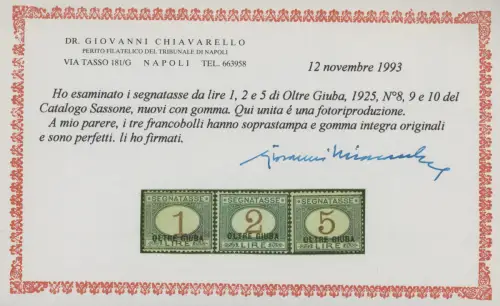 DR. GIOVANNI CHIAVARELLO
PERITO FILATELICO DEL TRIBUNALE DI NAPOLI
VIA TASSO 181/G NAPOLI TEL. 663958
12 novembre 1993
Ho esaminato i segnatasse da lire 1, 2 e 5 di Oltre Giuba, 1925, N°8, 9 e 10 del
Catalogo Sassone, nuovi con gomma. Qui unita é una fotoriproduzione.
A mio parere, i tre francobolli hanno soprastampa e gomma integra originali
e sono perfetti. li ho firmati.
SEGNATASSE SEGNATASSE SEGNATASSE
1 2 5
OLTRE GIUBA OLTRE GIUBA OLTRE GIUBA
LIRE LIRE LIRE